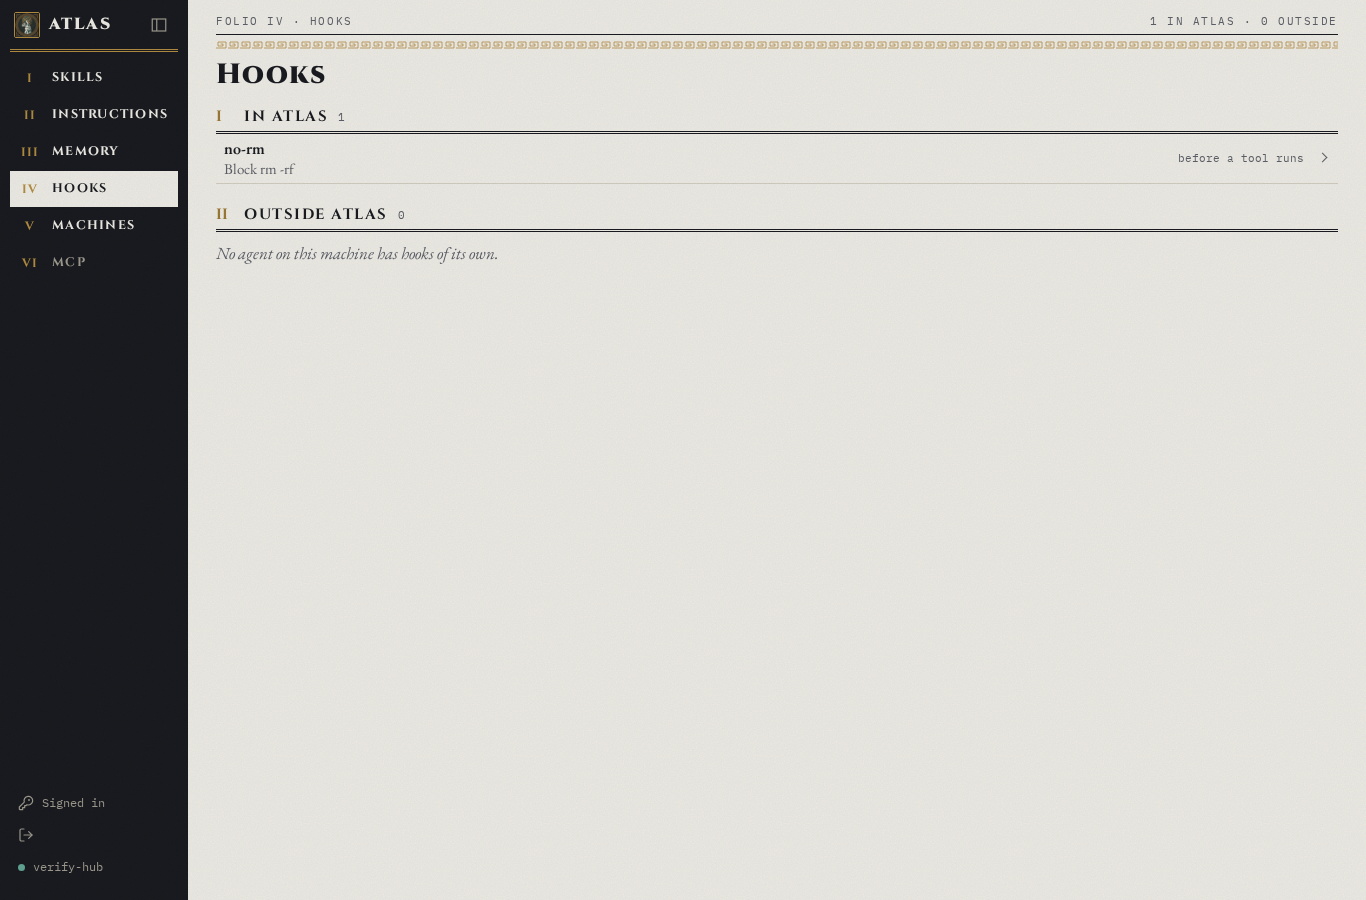 ATLAS
I SKILLS
II INSTRUCTIONS
III MEMORY
IV HOOKS
V MACHINES
VI MCP
Signed in
verify-hub
FOLIO IV · HOOKS
1 IN ATLAS · 0 OUTSIDE
Hooks
I IN ATLAS 1
no-rm
Block rm -rf
before a tool runs
II OUTSIDE ATLAS 0
No agent on this machine has hooks of its own.